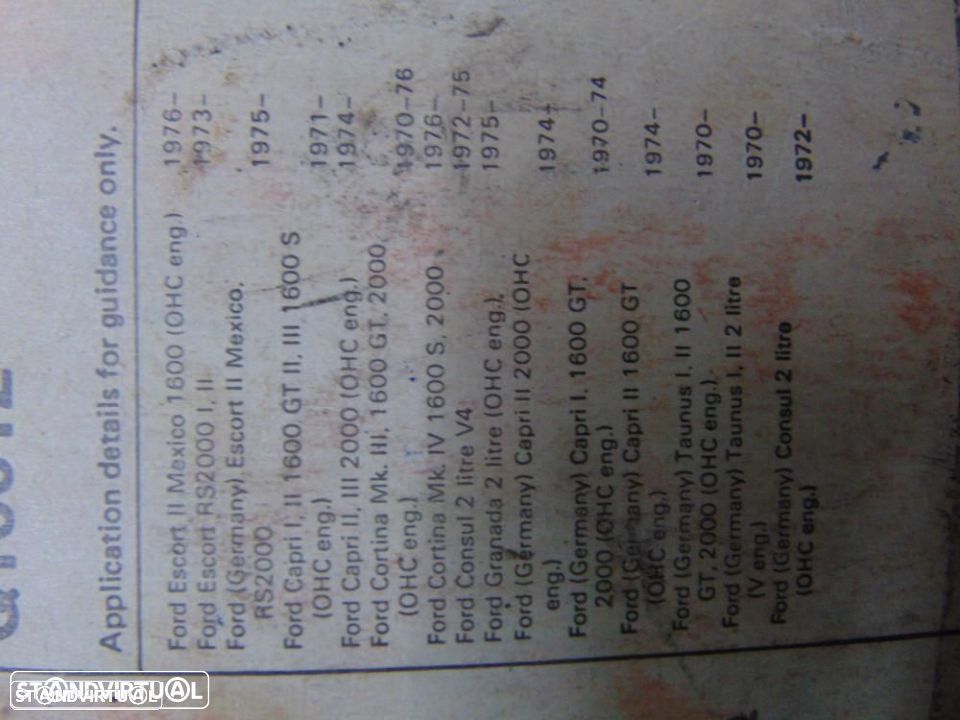 Application details for guidance only.
Ford Escort II Mexico 1600 (OHC eng.) 1976–
Ford Escort RS2000 I, II 1973–
Ford (Germany) Escort II Mexico,
RS2000 1975–
Ford Capri I, II 1600 GT II, III 1600 S
(OHC eng.) 1971–
Ford Capri II, III 2000 (OHC eng.) 1974–
Ford Cortina Mk. III, 1600 GT, 2000
(OHC eng.) 1970–76
Ford Cortina Mk. IV 1600 S, 2000 1976–
Ford Consul 2 litre V4 1972–75
Ford Granada 2 litre (OHC eng.) 1975–
Ford (Germany) Capri II 2000 (OHC
eng.) 1974–
Ford (Germany) Capri I, 1600 GT,
2000 (OHC eng.) 1970–74
Ford (Germany) Capri II 1600 GT
(OHC eng.) 1974–
Ford (Germany) Taunus I, II 1600
GT, 2000 (OHC eng.) 1970–
Ford (Germany) Taunus I, II 2 litre
IV eng.) 1970–
Ford (Germany) Consul 2 litre
(OHC eng.) 1972–
STANDVIRTUAL
STANDVIRTUAL